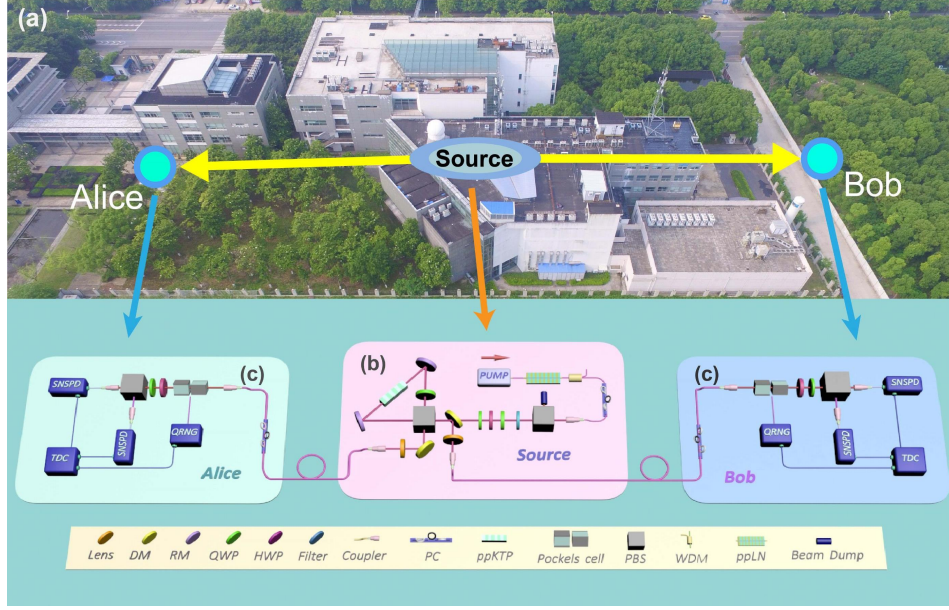 (a)
Source
Alice
Bob
(b)
(c)
(c)
SNSPD
PUMP
SNSPD
SNSPD
QRNG
QRNG
SNSPD
TDC
Alice
Source
Bob
TDC
Lens DM RM QWP HWP Filter Coupler PC ppKTP Pockels cell PBS WDM ppLN Beam Dump